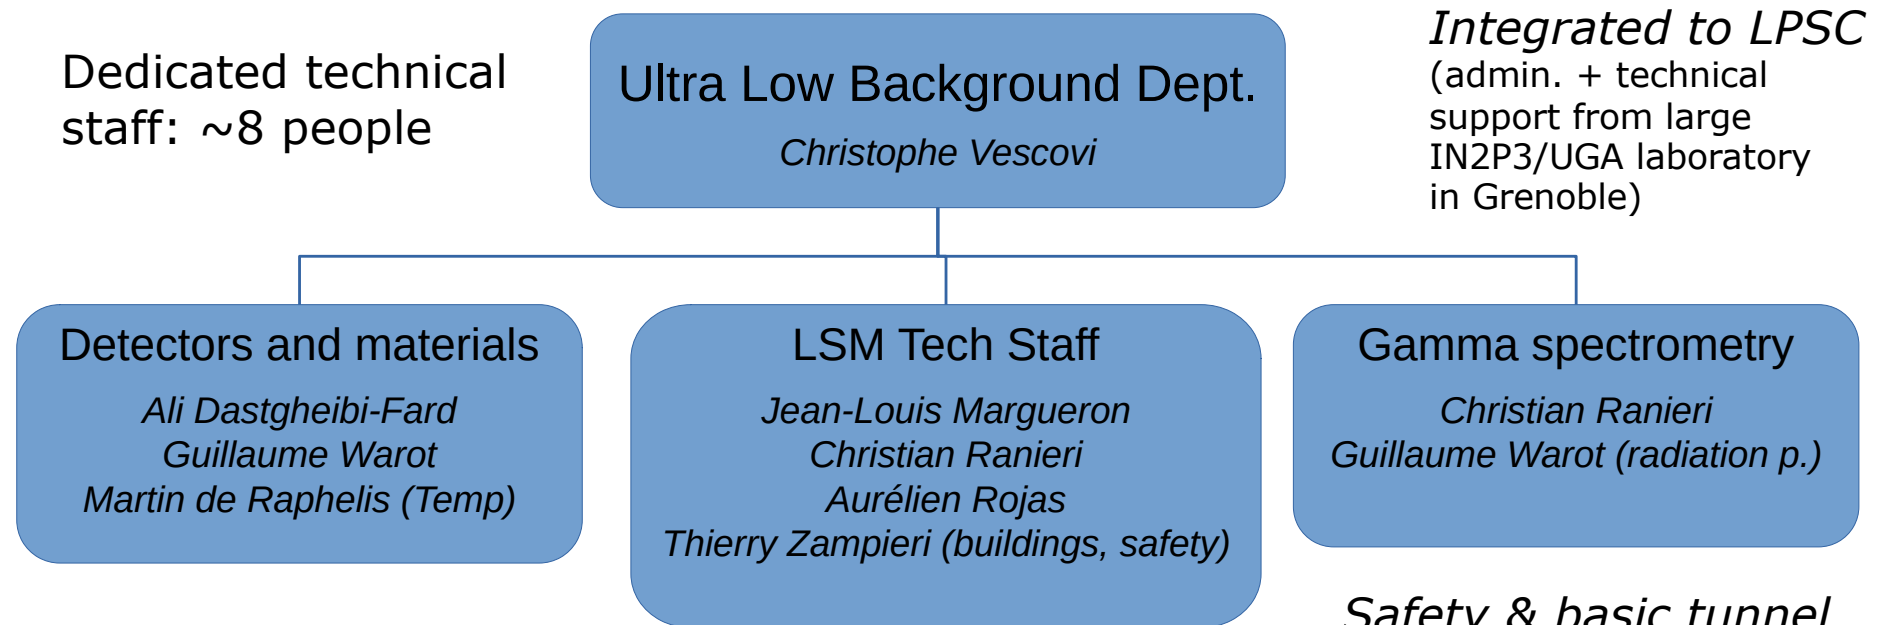 Dedicated technical
staff: ~8 people
Ultra Low Background Dept.
Christophe Vescovi
Integrated to LPSC
(admin. + technical
support from large
IN2P3/UGA laboratory
in Grenoble)
Detectors and materials
Ali Dastgheibi-Fard
Guillaume Warot
Martin de Raphelis (Temp)
LSM Tech Staff
Jean-Louis Margueron
Christian Ranieri
Aurélien Rojas
Thierry Zampieri (buildings, safety)
Gamma spectrometry
Christian Ranieri
Guillaume Warot (radiation p.)
Safety & basic tunnel